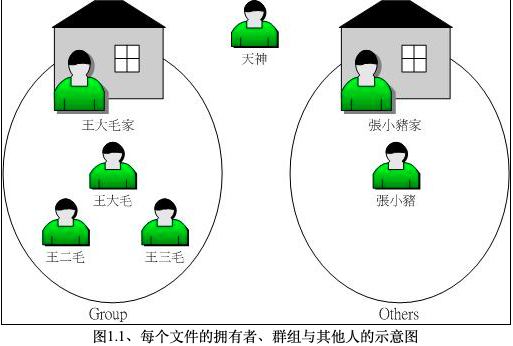 天神
王大毛家
張小豬家
王大毛
張小豬
王二毛
王三毛
Group
Others
图1.1、每个文件的拥有者、群组与其他人的示意图